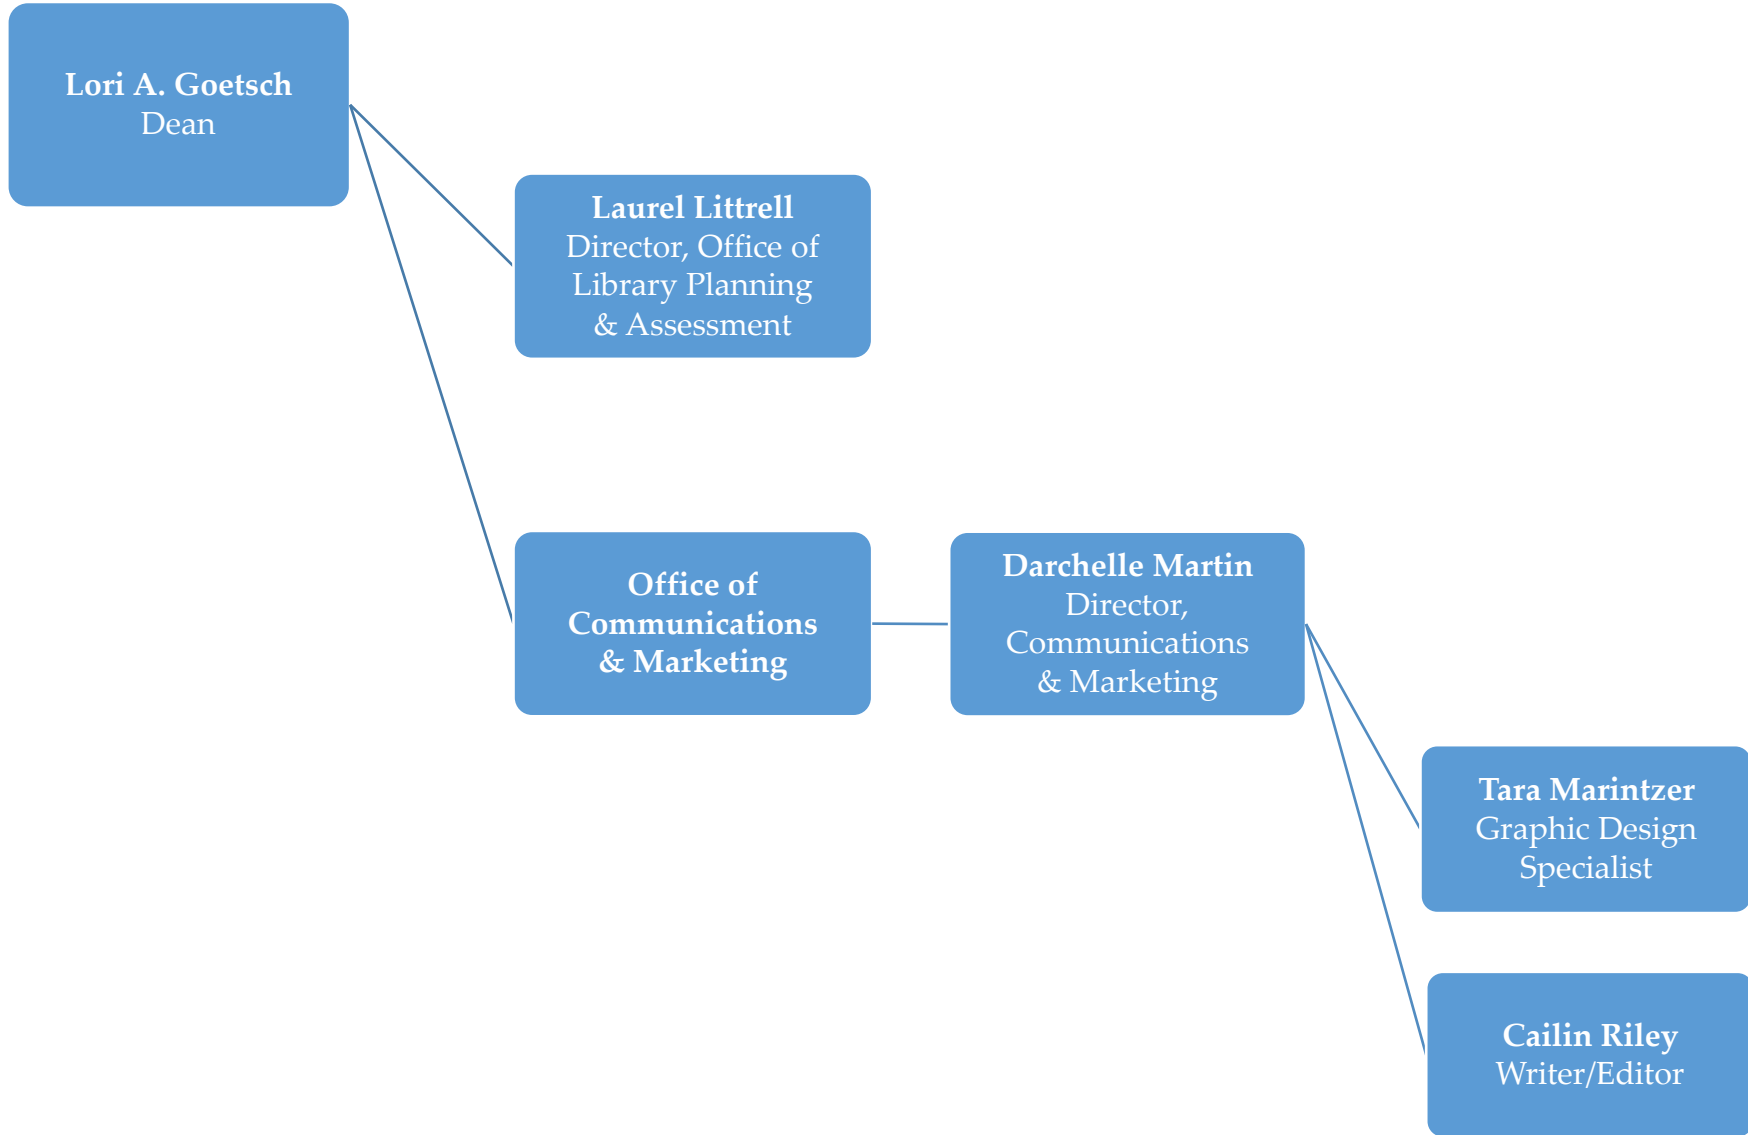 Lori A. Goetsch
Dean
Laurel Littrell
Director, Office of
Library Planning
& Assessment
Office of
Communications
& Marketing
Darchelle Martin
Director,
Communications
& Marketing
Tara Marintzer
Graphic Design
Specialist
Cailin Riley
Writer/Editor